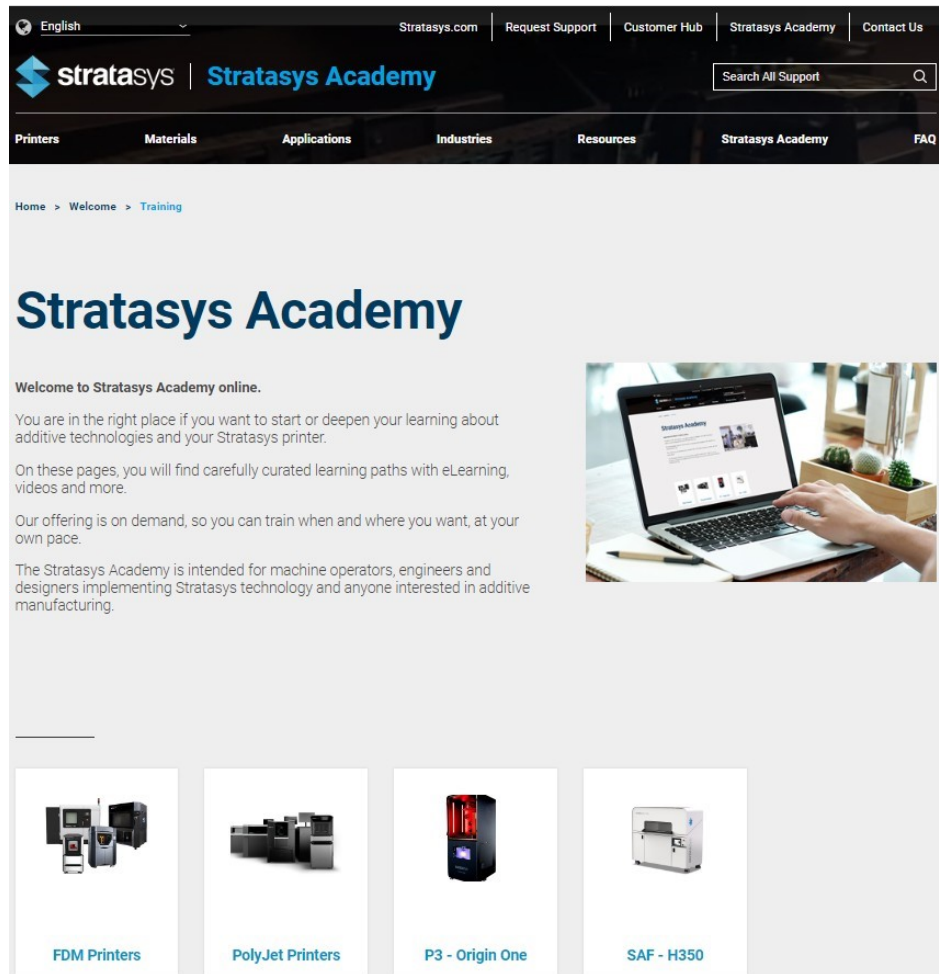 English
Stratasys.com
Request Support
Customer Hub
Stratasys Academy
Contact Us
stratasys
Stratasys Academy
Search All Support
Printers
Materials
Applications
Industries
Resources
Stratasys Academy
FAQ
Home > Welcome > Training
Stratasys Academy
Welcome to Stratasys Academy online.
You are in the right place if you want to start or deepen your learning about
additive technologies and your Stratasys printer.
On these pages, you will find carefully curated learning paths with eLearning,
videos and more.
Our offering is on demand, so you can train when and where you want, at your
own pace.
The Stratasys Academy is intended for machine operators, engineers and
designers implementing Stratasys technology and anyone interested in additive
manufacturing.
Stratasys Academy
FDM Printers
PolyJet Printers
P3 - Origin One
SAF - H350